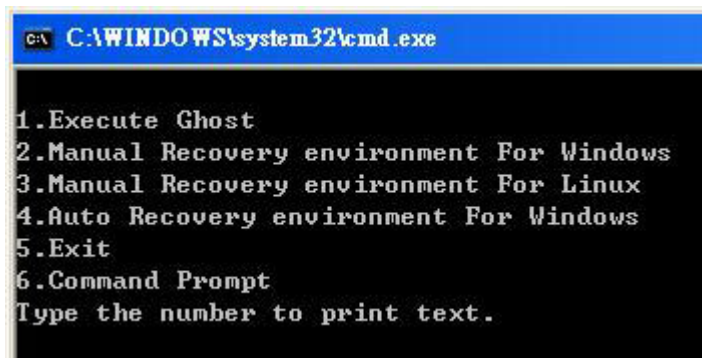 C:\WINDOWS\system32\cmd.exe
1.Execute Ghost
2.Manual Recovery environment For Windows
3.Manual Recovery environment For Linux
4.Auto Recovery environment For Windows
5.Exit
6.Command Prompt
Type the number to print text.